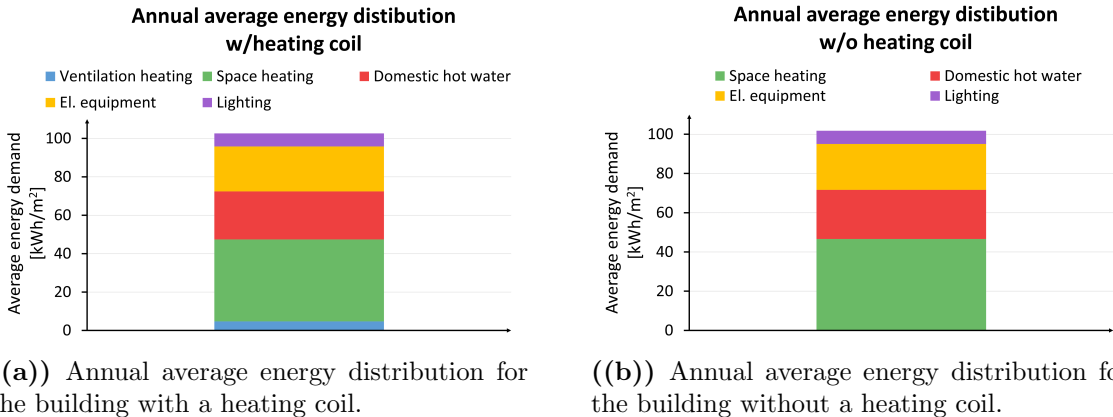 Annual average energy distibution
w/heating coil
Ventilation heating Space heating Domestic hot water
El. equipment Lighting
Average energy demand
[kWh/m²]
100
80
60
40
20
0
(a)) Annual average energy distribution for
he building with a heating coil.
Annual average energy distibution
w/o heating coil
Space heating Domestic hot water
El. equipment Lighting
Average energy demand
[kWh/m²]
100
80
60
40
20
0
((b)) Annual average energy distribution fo
the building without a heating coil.